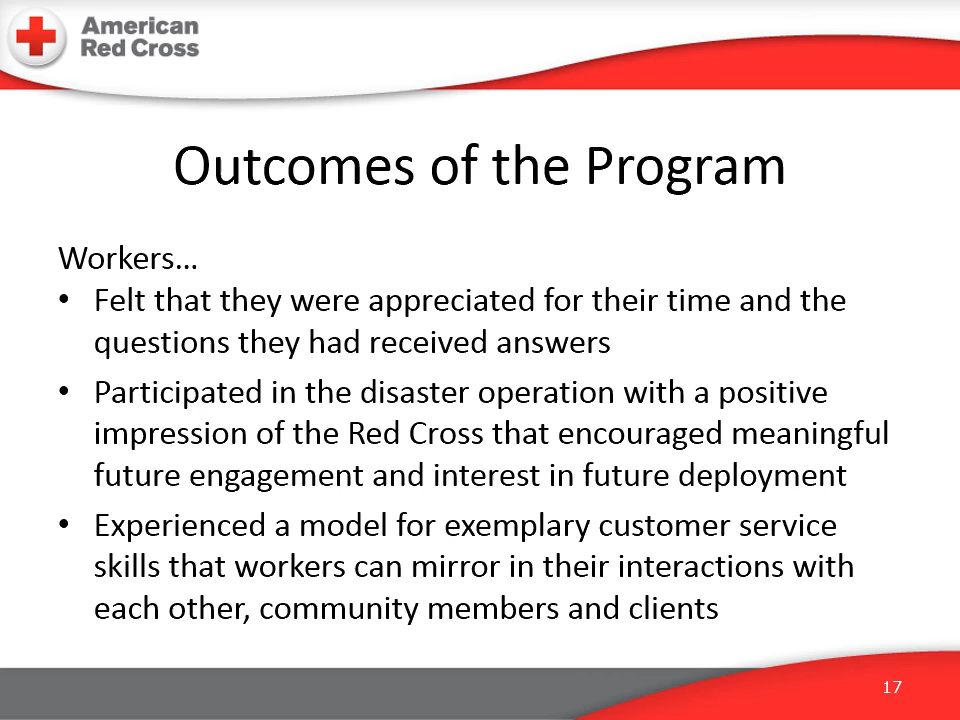 American
Red Cross
Outcomes of the Program
Workers…
• Felt that they were appreciated for their time and the
questions they had received answers
• Participated in the disaster operation with a positive
impression of the Red Cross that encouraged meaningful
future engagement and interest in future deployment
• Experienced a model for exemplary customer service
skills that workers can mirror in their interactions with
each other, community members and clients
17